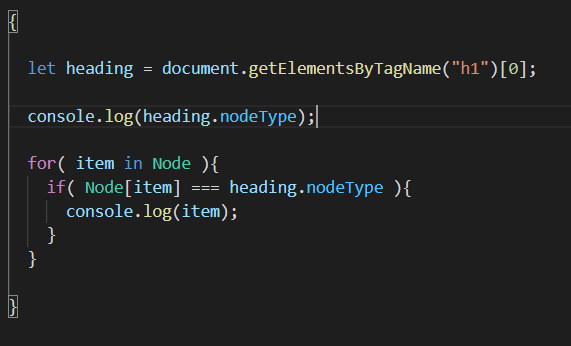 {
let heading = document.getElementsByTagName("h1")[0];
console.log(heading.nodeType);
for( item in Node ){
if( Node[item] === heading.nodeType ){
console.log(item);
}
}
}